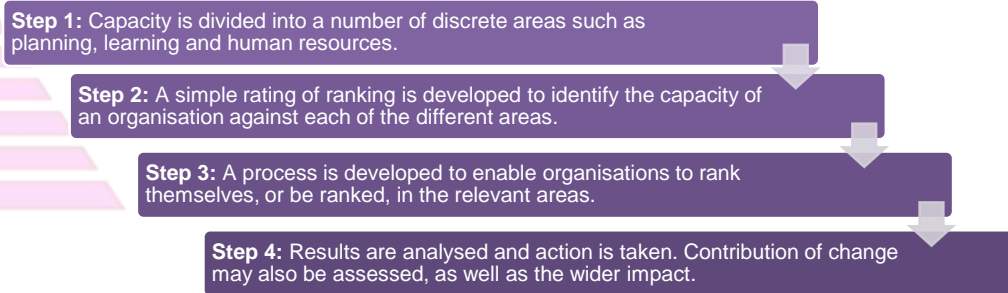 Step 1: Capacity is divided into a number of discrete areas such as
planning, learning and human resources.
Step 2: A simple rating of ranking is developed to identify the capacity of
an organisation against each of the different areas.
Step 3: A process is developed to enable organisations to rank
themselves, or be ranked, in the relevant areas.
Step 4: Results are analysed and action is taken. Contribution of change
may also be assessed, as well as the wider impact.